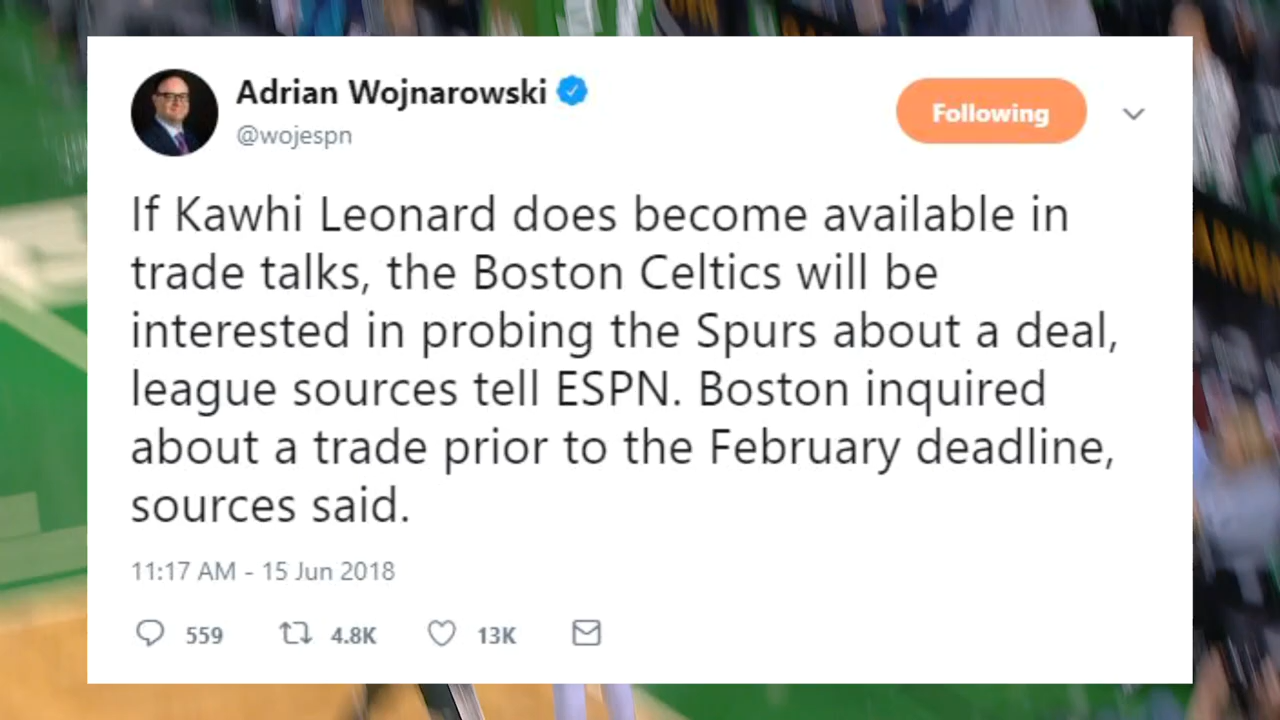 Adrian Wojnarowski
Following
@wojespn
If Kawhi Leonard does become available in
trade talks, the Boston Celtics will be
interested in probing the Spurs about a deal,
league sources tell ESPN. Boston inquired
about a trade prior to the February deadline,
sources said.
11:17 AM - 15 Jun 2018
559 4.8K 13K